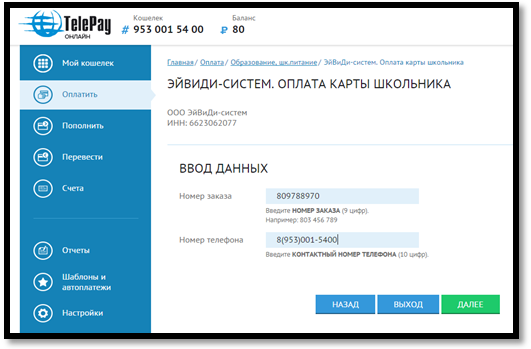 TelePay
ОНЛАЙН
Кошелек
# 953 001 54 00
Баланс
₽ 80
Мой кошелек
Оплатить
Пополнить
Перевести
Счета
Отчеты
Шаблоны и
автоплатежи
Настройки
Главная / Оплата / Образование, шк.питание / ЭйВиДи-систем. Оплата карты школьника
ЭЙВИДИ-СИСТЕМ. ОПЛАТА КАРТЫ ШКОЛЬНИКА
ООО ЭйВиДи-систем
ИНН: 6623062077
ВВОД ДАННЫХ
Номер заказа
809788970
Введите НОМЕР ЗАКАЗА (9 цифр).
Например: 803 456 789
Номер телефона
8(953)001-5400
Введите КОНТАКТНЫЙ НОМЕР ТЕЛЕФОНА (10 цифр).
НАЗАД
ВЫХОД
ДАЛЕЕ